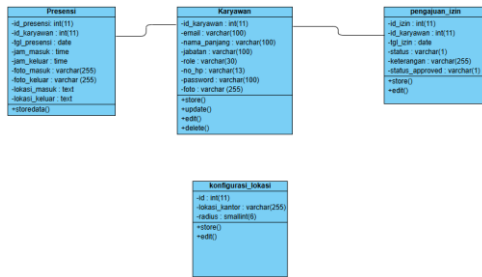 Presensi
-id_presensi: int(11)
-id_karyawan: int(11)
-tgl_presensi : date
-jam_masuk : time
-jam_keluar : time
-foto_masuk : varchar(255)
-foto_keluar : varchar (255)
-lokasi_masuk : text
-lokasi_keluar : text
+storedata()
Karyawan
-id_karyawan : int(11)
-email : varchar(100)
-nama_panjang : varchar(100)
-jabatan : varchar(100)
-role : varchar(30)
-no_hp : varchar(13)
-password : varchar(100)
-foto : varchar (255)
+store()
+update()
+edit()
+delete()
pengajuan_izin
-id_izin : int(11)
-id_karyawan : int(11)
-tgl_izin : date
-status : varchar(1)
-keterangan : varchar(255)
-status_approved : varchar(1)
+store()
+edit()
konfigurasi_lokasi
-id : int(11)
-lokasi_kantor : varchar(255)
-radius : smallint(6)
+store()
+edit()